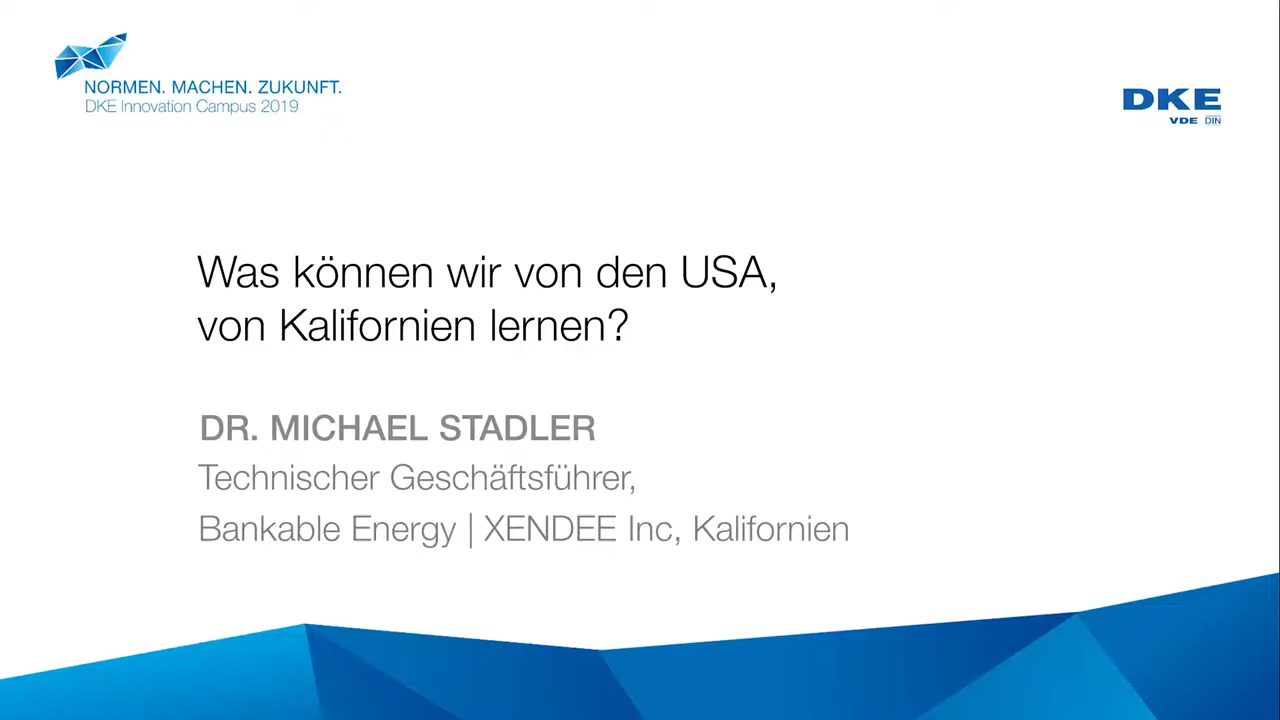 NORMEN. MACHEN. ZUKUNFT.
DKE Innovation Campus 2019
DKE
VDE DIN
Was können wir von den USA,
von Kalifornien lernen?
DR. MICHAEL STADLER
Technischer Geschäftsführer,
Bankable Energy | XENDEE Inc, Kalifornien